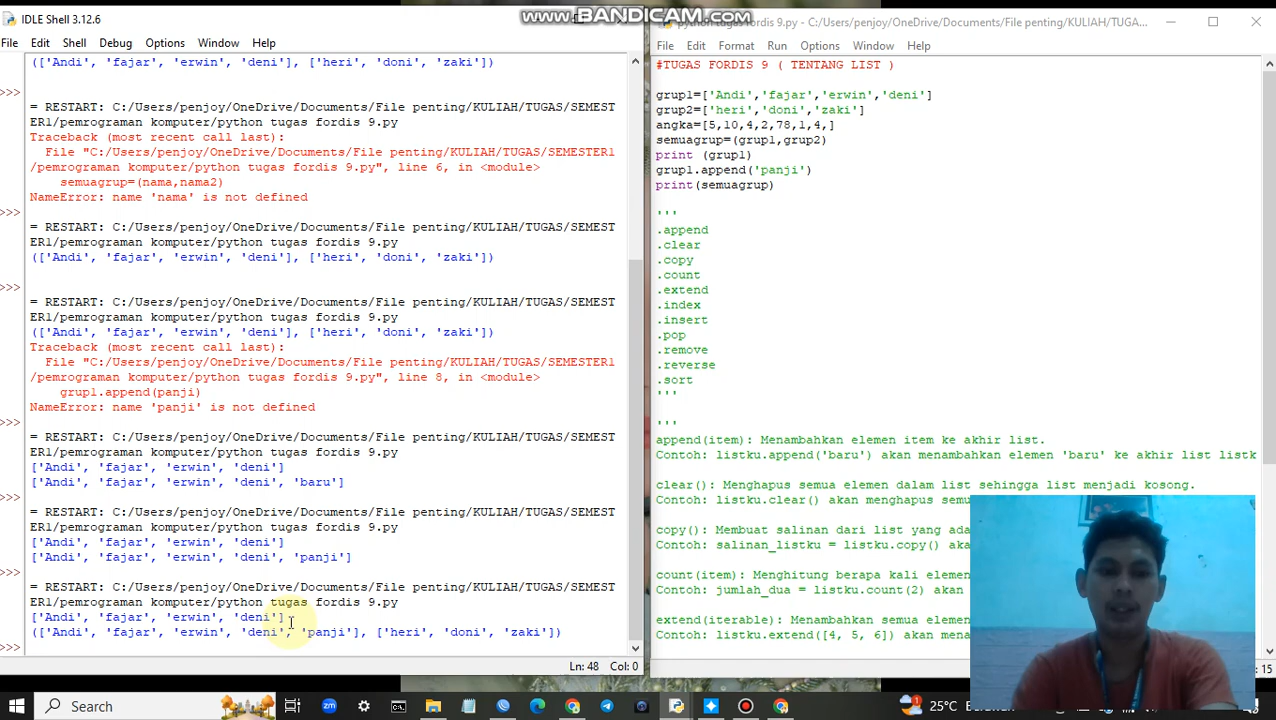 IDLE Shell 3.12.6
File Edit Shell Debug Options Window Help
(['Andi', 'fajar', 'erwin', 'deni'], ['heri', 'doni', 'zaki'])
>>>
= RESTART: C:/Users/penjoy/OneDrive/Documents/File penting/KULIAH/TUGAS/SEMEST
ER1/pemrograman komputer/python tugas fordis 9.py
Traceback (most recent call last):
File "C:/Users/penjoy/OneDrive/Documents/File penting/KULIAH/TUGAS/SEMESTER1
/pemrograman komputer/python tugas fordis 9.py", line 6, in <module>
semuagrup=(nama,nama2)
NameError: name 'nama' is not defined
>>>
= RESTART: C:/Users/penjoy/OneDrive/Documents/File penting/KULIAH/TUGAS/SEMEST
ER1/pemrograman komputer/python tugas fordis 9.py
(['Andi', 'fajar', 'erwin', 'deni'], ['heri', 'doni', 'zaki'])
>>>
= RESTART: C:/Users/penjoy/OneDrive/Documents/File penting/KULIAH/TUGAS/SEMEST
ER1/pemrograman komputer/python tugas fordis 9.py
(['Andi', 'fajar', 'erwin', 'deni'], ['heri', 'doni', 'zaki'])
Traceback (most recent call last):
File "C:/Users/penjoy/OneDrive/Documents/File penting/KULIAH/TUGAS/SEMESTER1
/pemrograman komputer/python tugas fordis 9.py", line 8, in <module>
grup1.append(panji)
NameError: name 'panji' is not defined
>>>
= RESTART: C:/Users/penjoy/OneDrive/Documents/File penting/KULIAH/TUGAS/SEMEST
ER1/pemrograman komputer/python tugas fordis 9.py
['Andi', 'fajar', 'erwin', 'deni']
['Andi', 'fajar', 'erwin', 'deni', 'baru']
>>>
= RESTART: C:/Users/penjoy/OneDrive/Documents/File penting/KULIAH/TUGAS/SEMEST
ER1/pemrograman komputer/python tugas fordis 9.py
['Andi', 'fajar', 'erwin', 'deni']
['Andi', 'fajar', 'erwin', 'deni', 'panji']
>>>
= RESTART: C:/Users/penjoy/OneDrive/Documents/File penting/KULIAH/TUGAS/SEMEST
ER1/pemrograman komputer/python tugas fordis 9.py
['Andi', 'fajar', 'erwin', 'deni']
(['Andi', 'fajar', 'erwin', 'deni', 'panji'], ['heri', 'doni', 'zaki'])
>>>
Ln: 48 Col: 0
www.BANDICAM.com
python tugas fordis 9.py - C:/Users/penjoy/OneDrive/Documents/File penting/KULIAH/TUGA...
File Edit Format Run Options Window Help
#TUGAS FORDIS 9 ( TENTANG LIST )
grup1=['Andi','fajar','erwin','deni']
grup2=['heri','doni','zaki']
angka=[5,10,4,2,78,1,4,]
semuagrup=(grup1,grup2)
print (grup1)
grup1.append('panji')
print(semuagrup)
'''
.append
.clear
.copy
.count
.extend
.index
.insert
.pop
.remove
.reverse
.sort
'''
'''
append(item): Menambahkan elemen item ke akhir list.
Contoh: listku.append('baru') akan menambahkan elemen 'baru' ke akhir list listk
clear(): Menghapus semua elemen dalam list sehingga list menjadi kosong.
Contoh: listku.clear() akan menghapus semu
copy(): Membuat salinan dari list yang ada
Contoh: salinan_listku = listku.copy() aka
count(item): Menghitung berapa kali elemen
Contoh: jumlah_dua = listku.count(2) akan
extend(iterable): Menambahkan semua elemen
Contoh: listku.extend([4, 5, 6]) akan mena
15
Search
25°C